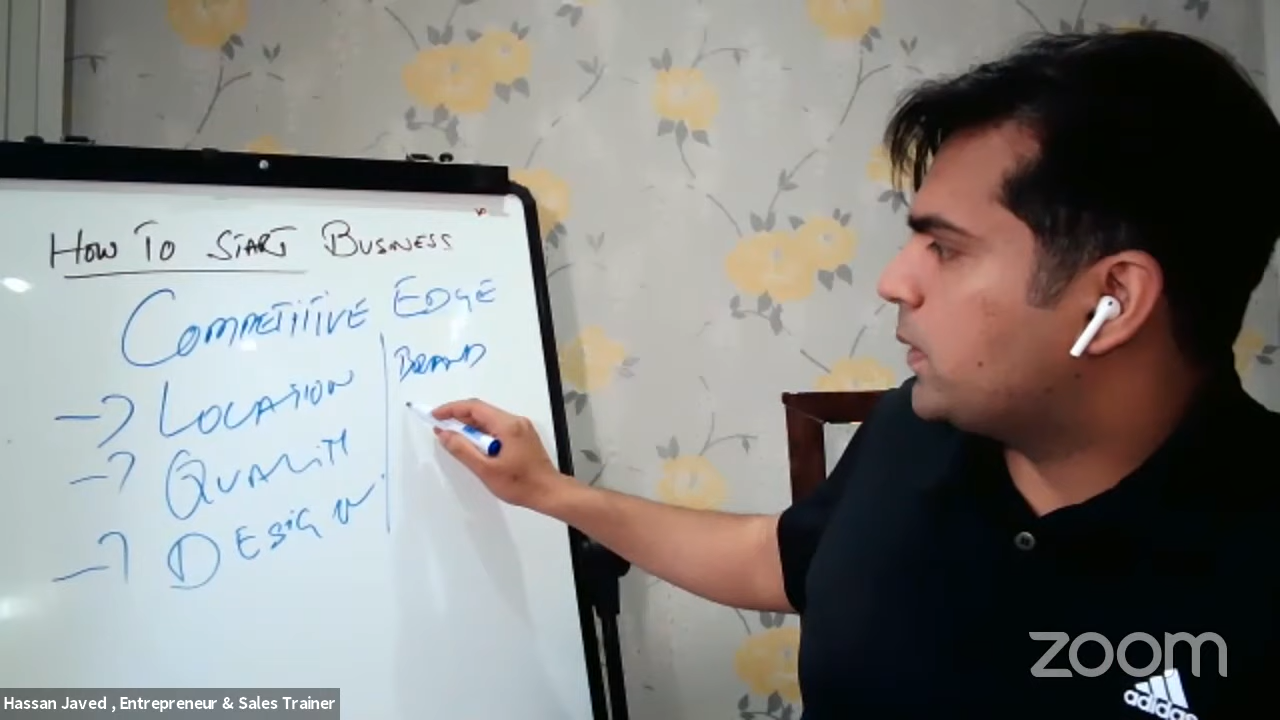 How To START BUSINESS
COMPETITIVE EDGE
→ LOCATION
→ QUALITY
→ DESIGN
BRAND
zoom
adidas
Hassan Javed , Entrepreneur & Sales Trainer